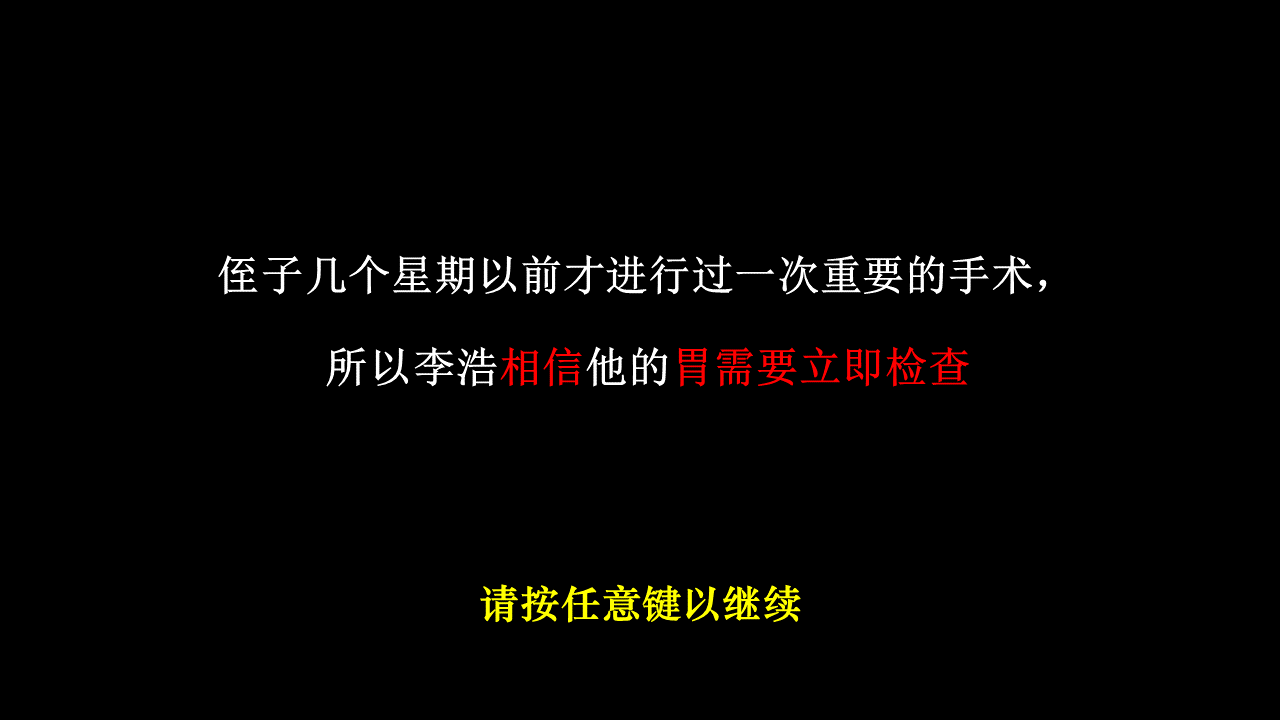 侄子几个星期以前才进行过一次重要的手术，
所以李浩相信他的胃需要立即检查
请按任意键以继续